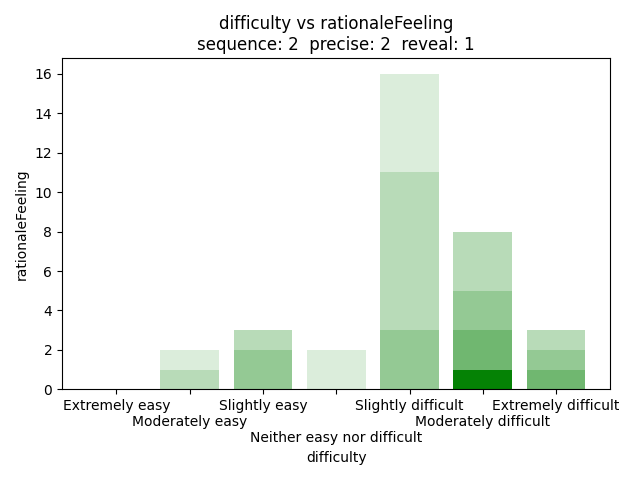 difficulty vs rationaleFeeling
sequence: 2  precise: 2  reveal: 1
rationaleFeeling
16
14
12
10
8
6
4
2
0
Extremely easy Slightly easy Slightly difficult Extremely difficult
Moderately easy Moderately difficult
Neither easy nor difficult
difficulty